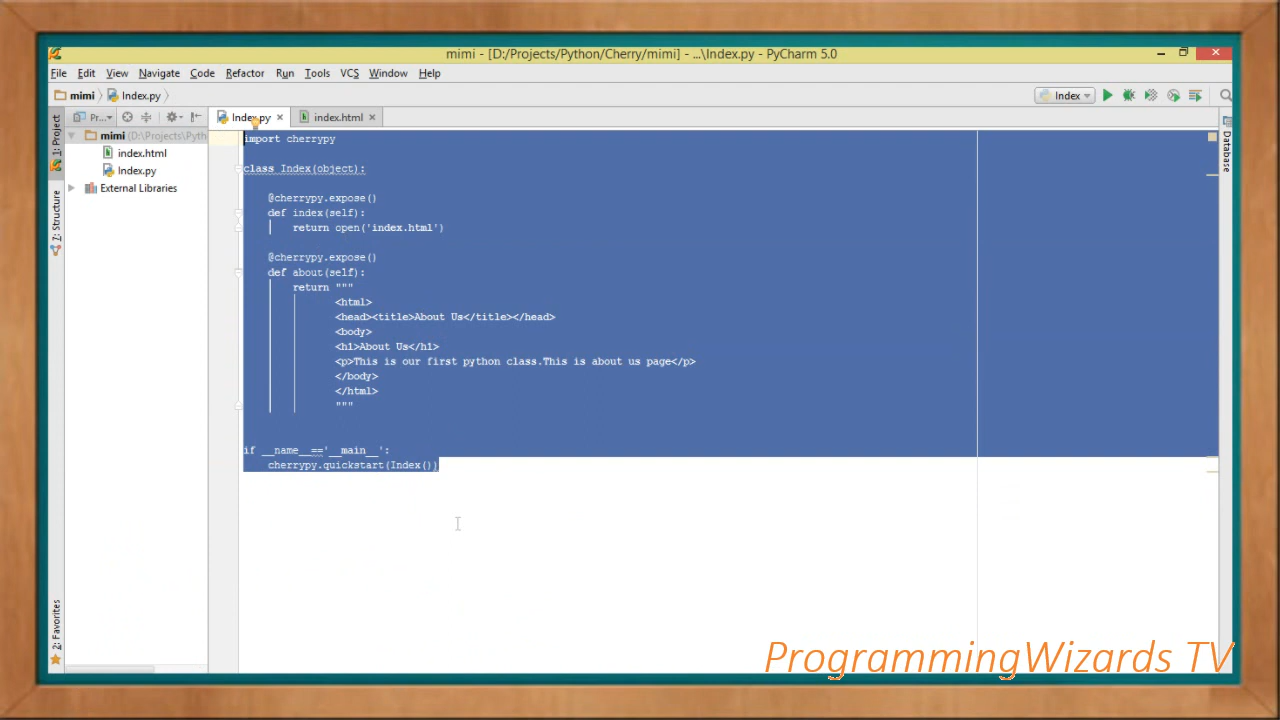 mimi - [D:/Projects/Python/Cherry/mimi] - ...\Index.py - PyCharm 5.0
File Edit View Navigate Code Refactor Run Tools VCS Window Help
mimi Index.py Index
1: Project
Pr...
Index.py index.html
mimi (D:\Projects\Pyth
index.html
Index.py
External Libraries
7: Structure
2: Favorites
Database
import cherrypy
class Index(object):
@cherrypy.expose()
def index(self):
return open('index.html')
@cherrypy.expose()
def about(self):
return """
<html>
<head><title>About Us</title></head>
<body>
<h1>About Us</h1>
<p>This is our first python class.This is about us page</p>
</body>
</html>
"""
if __name__=='__main__':
cherrypy.quickstart(Index())
ProgrammingWizards TV